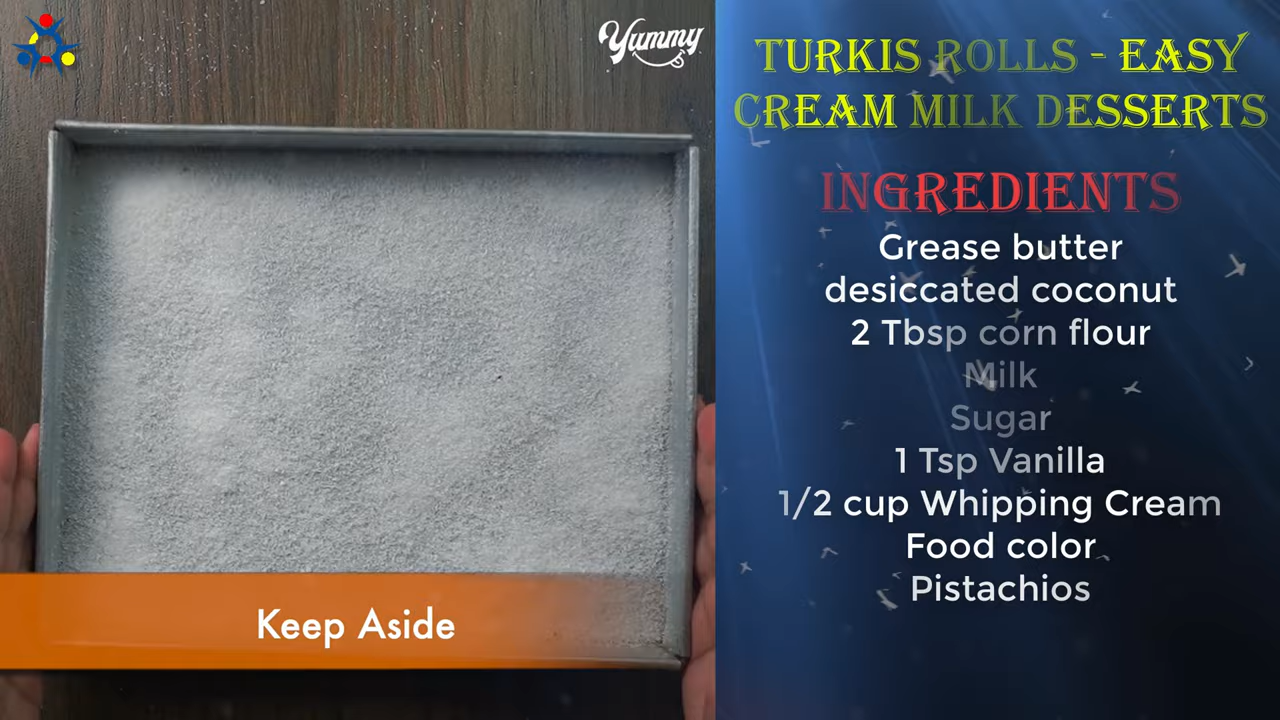 Yummy
TURKIS ROLLS - EASY
CREAM MILK DESSERTS
INGREDIENTS
Grease butter
desiccated coconut
2 Tbsp corn flour
Milk
Sugar
1 Tsp Vanilla
1/2 cup Whipping Cream
Food color
Pistachios
Keep Aside